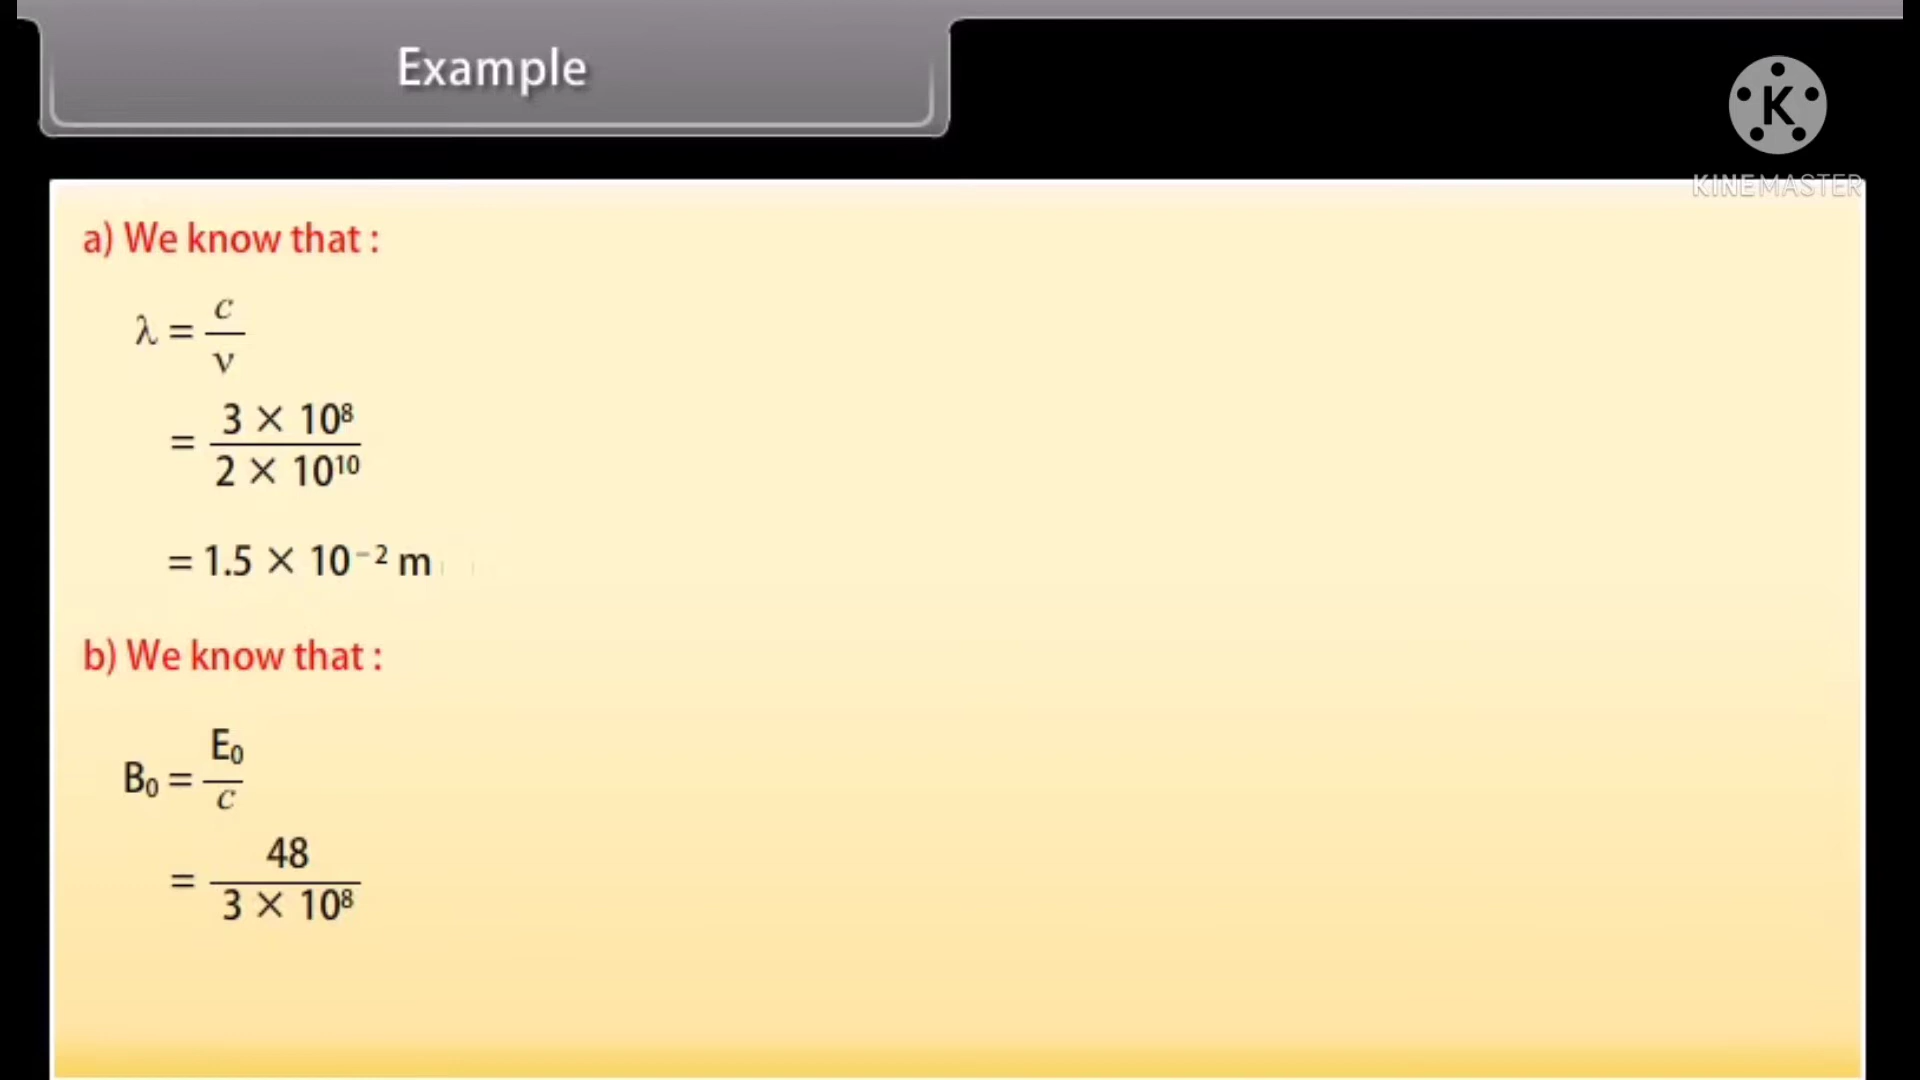 Example
K
KINEMASTER
a) We know that :
λ = c/ν
= 3 × 10⁸ / 2 × 10¹⁰
= 1.5 × 10⁻² m
b) We know that :
B₀ = E₀/c
= 48 / 3 × 10⁸